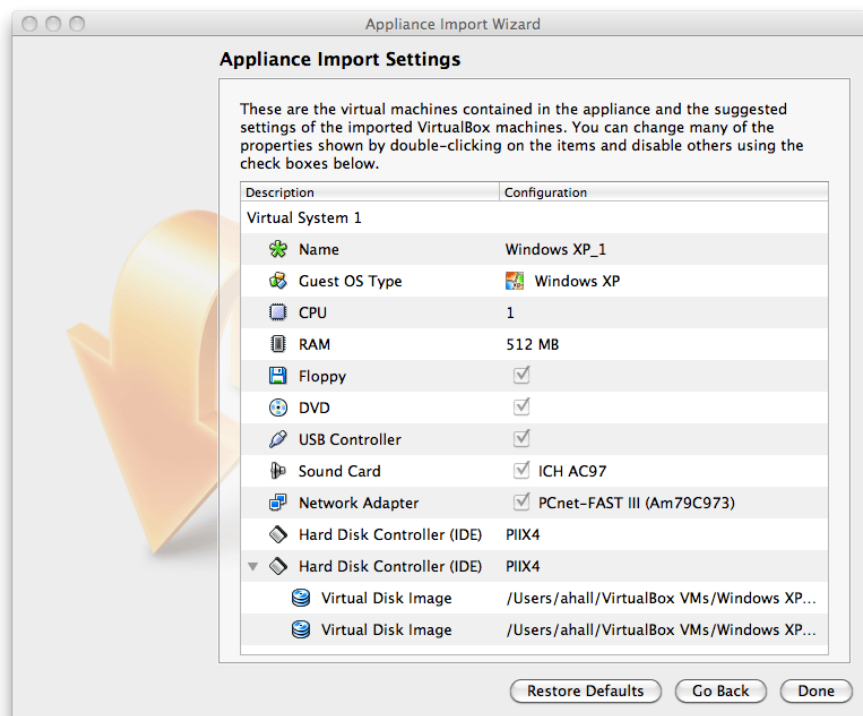 Appliance Import Wizard
Appliance Import Settings
These are the virtual machines contained in the appliance and the suggested
settings of the imported VirtualBox machines. You can change many of the
properties shown by double-clicking on the items and disable others using the
check boxes below.
Description Configuration
Virtual System 1
Name Windows XP_1
Guest OS Type Windows XP
CPU 1
RAM 512 MB
Floppy
DVD
USB Controller
Sound Card ICH AC97
Network Adapter PCnet-FAST III (Am79C973)
Hard Disk Controller (IDE) PIIX4
Hard Disk Controller (IDE) PIIX4
Virtual Disk Image /Users/ahall/VirtualBox VMs/Windows XP...
Virtual Disk Image /Users/ahall/VirtualBox VMs/Windows XP...
Restore Defaults Go Back Done